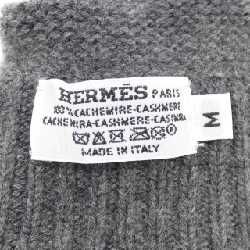 HERMÈS PARIS
100% CACHEMIRE-CASHMERE
CACHEMIRA-CASHMERE
MADE IN ITALY
M